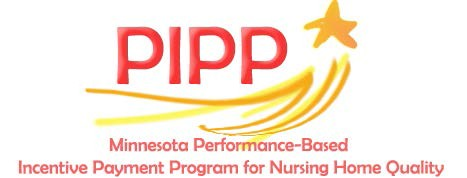 PIPP
Minnesota Performance-Based
Incentive Payment Program for Nursing Home Quality